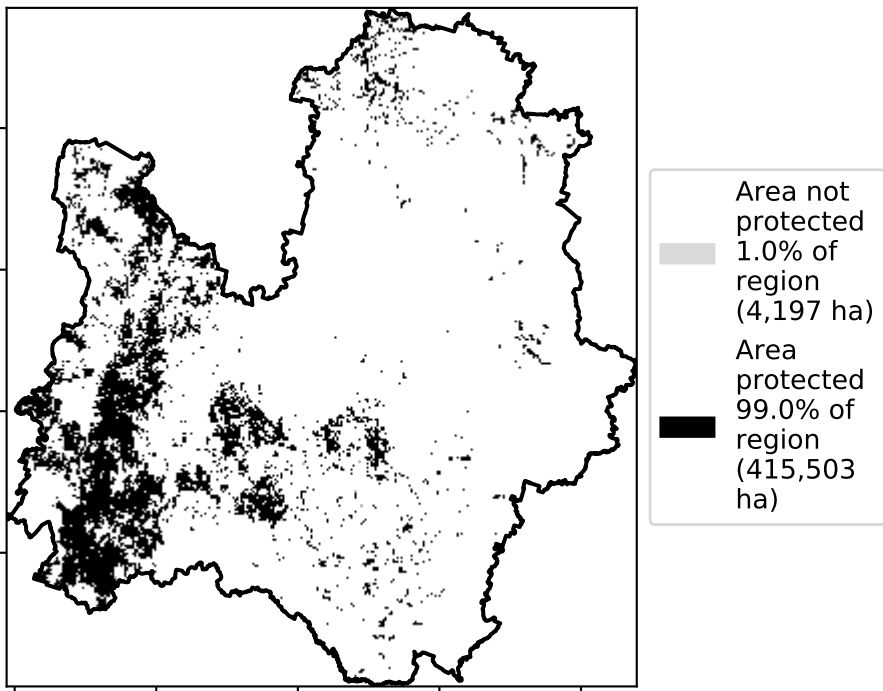 Area not
protected
1.0% of
region
(4,197 ha)
Area
protected
99.0% of
region
(415,503
ha)